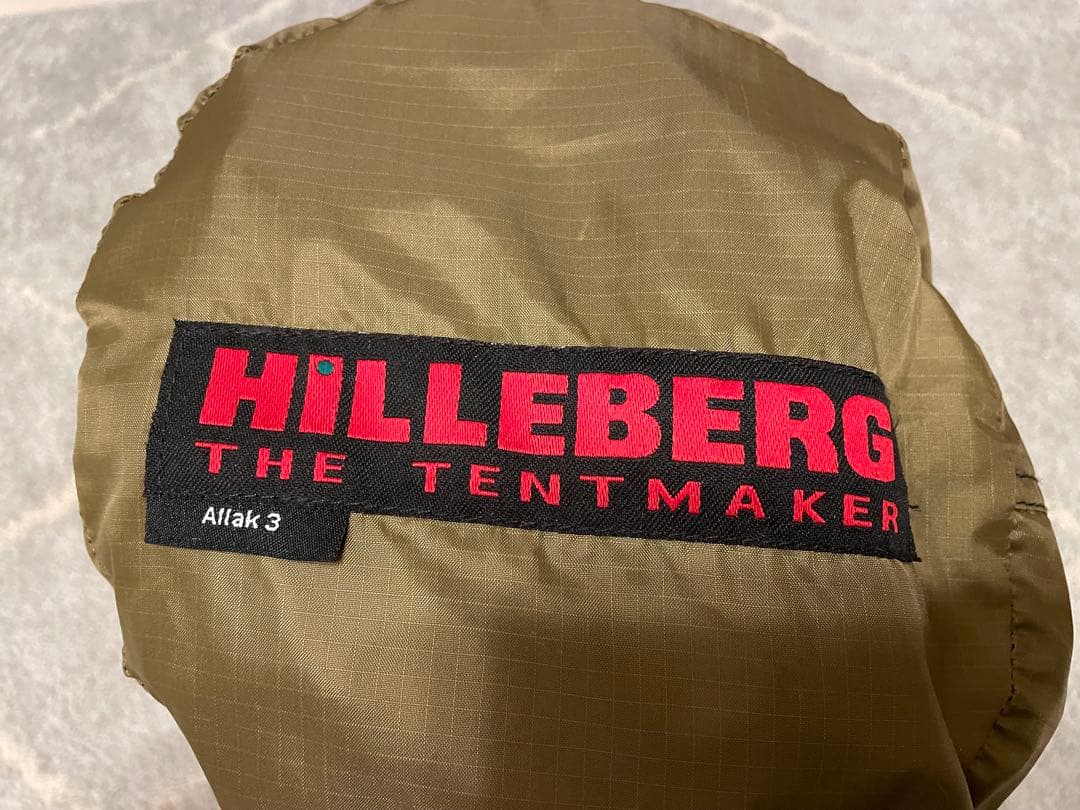 HiLLEBERG
THE TENTMAKER
Allak 3